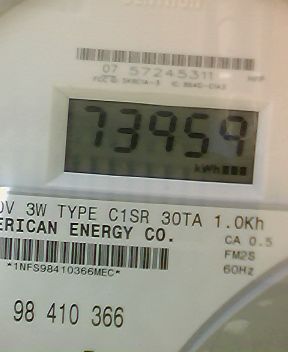 07 57245311
73959
kWh
0V 3W TYPE C1SR 30TA 1.0Kh
ERICAN ENERGY CO.
CA 0.5
FM2S
*1NFS98410366MEC*
60Hz
98 410 366